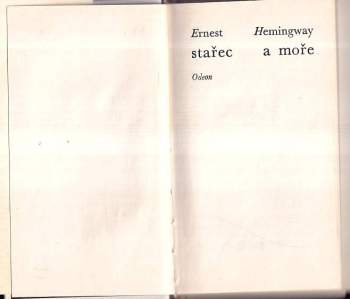 Ernest Hemingway
stařec a moře
Odeon